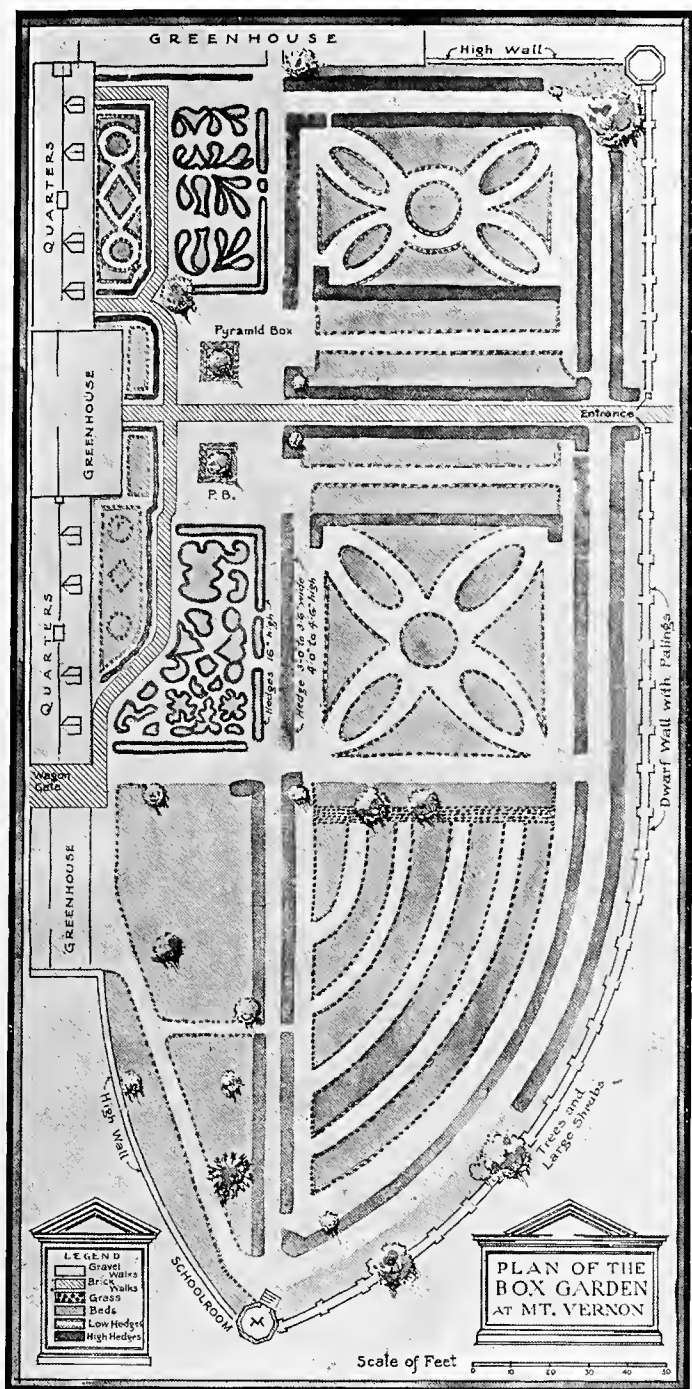 GREENHOUSE
High Wall
QUARTERS
Pyramid Box
GREENHOUSE
Entrance
P. B.
QUARTERS
Hedges 16" high
Hedge 3'-0" to 3'-6" wide
4'-0" to 4'-6" high
Dwarf Wall with Palings
Wagon
Gate
GREENHOUSE
High Wall
Trees and
Large Shrubs
SCHOOLROOM
LEGEND
Gravel
Walks
Brick
Walks
Grass
Beds
Low Hedges
High Hedges
PLAN OF THE
BOX GARDEN
AT MT. VERNON
Scale of Feet
0 10 20 30 40 50